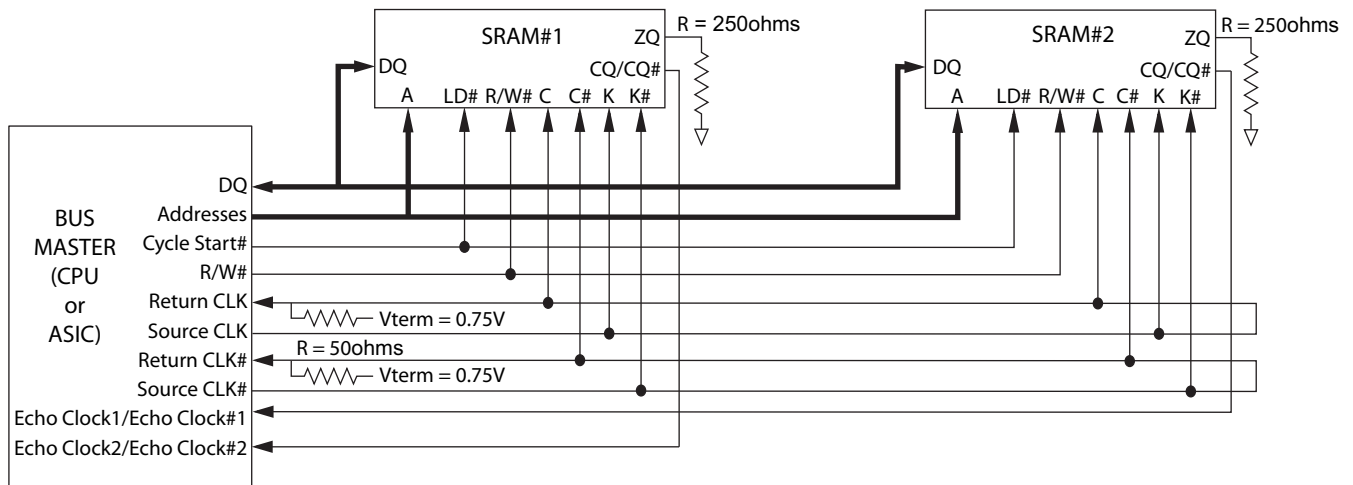 SRAM#1
ZQ
R = 250ohms
DQ
CQ/CQ#
A
LD#
R/W#
C
C#
K
K#
SRAM#2
ZQ
R = 250ohms
DQ
CQ/CQ#
A
LD#
R/W#
C
C#
K
K#
BUS
MASTER
(CPU
or
ASIC)
DQ
Addresses
Cycle Start#
R/W#
Return CLK
Vterm = 0.75V
Source CLK
R = 50ohms
Return CLK#
Vterm = 0.75V
Source CLK#
Echo Clock1/Echo Clock#1
Echo Clock2/Echo Clock#2